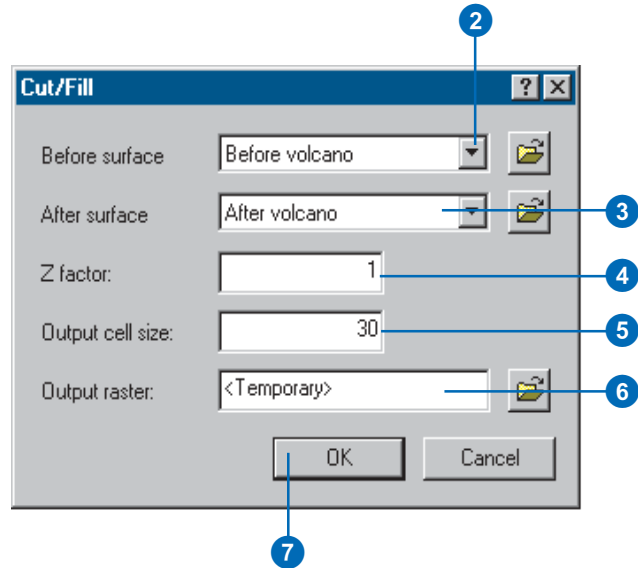 2
Cut/Fill ? ×
Before surface Before volcano
After surface After volcano 3
Z factor: 1 4
Output cell size: 30 5
Output raster: <Temporary> 6
OK Cancel
7